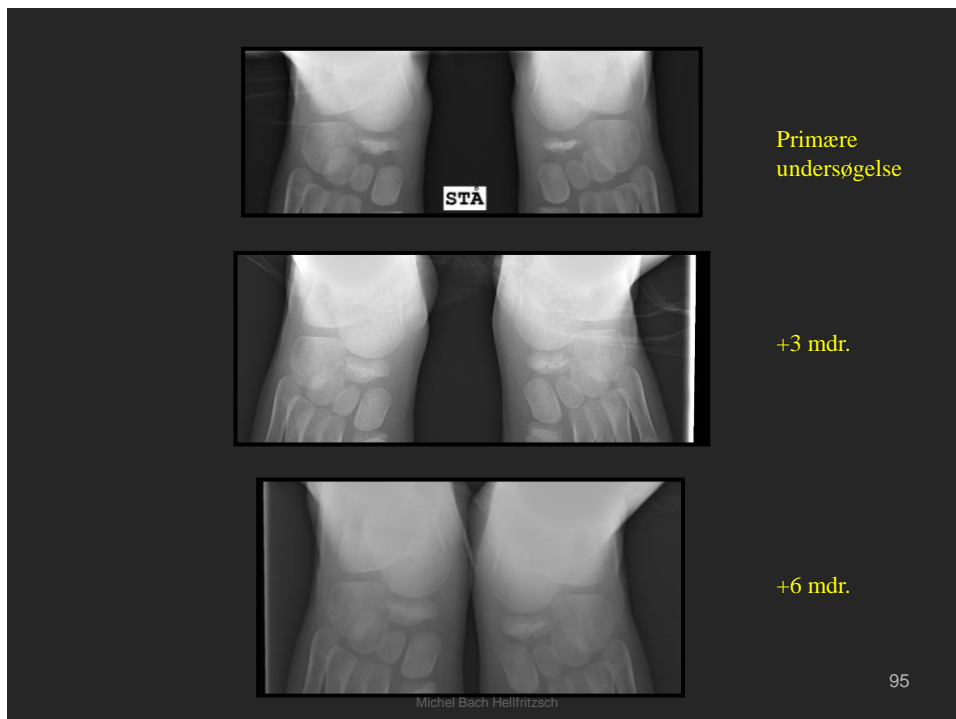 Primære
undersøgelse
STÅ
+3 mdr.
+6 mdr.
95
Michel Bach Hellfritzsch